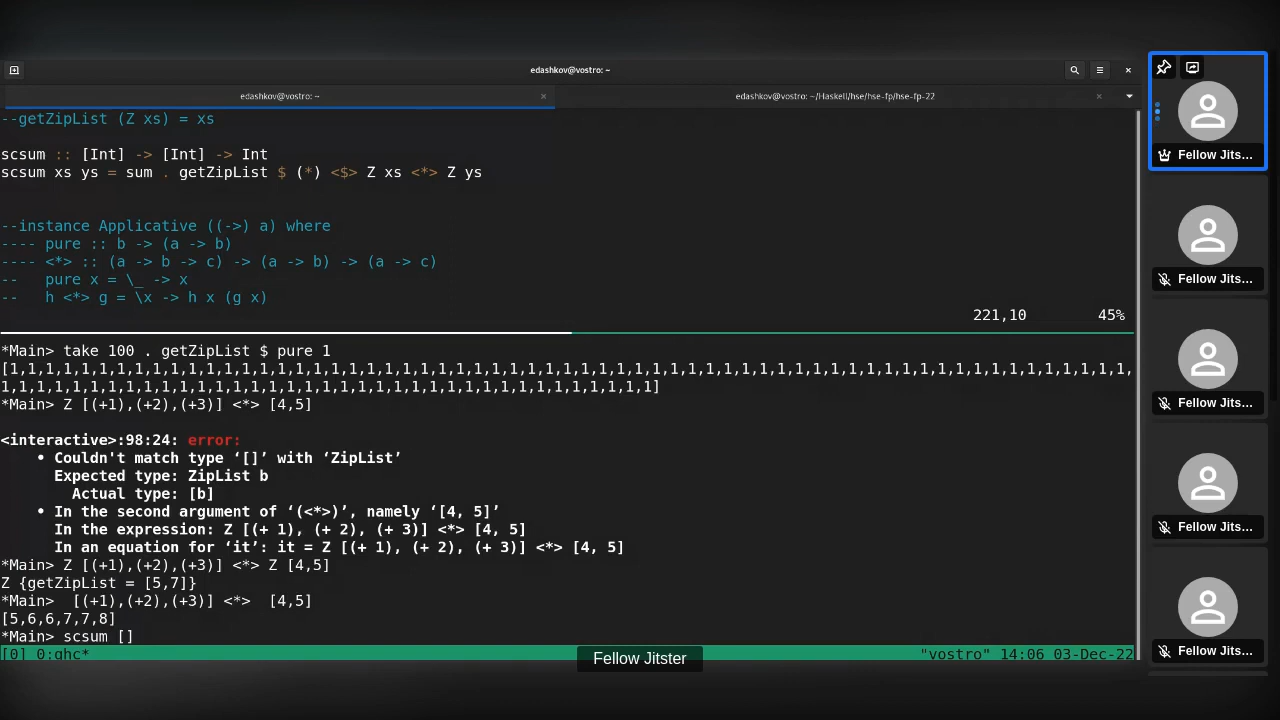 edashkov@vostro: ~
edashkov@vostro: ~
edashkov@vostro: ~/Haskell/hse/hse-fp/hse-fp-22
--getZipList (Z xs) = xs
scsum :: [Int] -> [Int] -> Int
scsum xs ys = sum . getZipList $ (*) <$> Z xs <*> Z ys
--instance Applicative ((->) a) where
---- pure :: b -> (a -> b)
---- <*> :: (a -> b -> c) -> (a -> b) -> (a -> c)
--   pure x = \_ -> x
--   h <*> g = \x -> h x (g x)
221,10 45%
*Main> take 100 . getZipList $ pure 1
[1,1,1,1,1,1,1,1,1,1,1,1,1,1,1,1,1,1,1,1,1,1,1,1,1,1,1,1,1,1,1,1,1,1,1,1,1,1,1,1,1,1,1,1,1,1,1,1,1,1,1,1,1,1,1,1,1,1,1,1,1,1,1,
1,1,1,1,1,1,1,1,1,1,1,1,1,1,1,1,1,1,1,1,1,1,1,1,1,1,1,1,1,1,1,1,1,1,1,1,1]
*Main> Z [(+1),(+2),(+3)] <*> [4,5]
<interactive>:98:24: error:
• Couldn't match type ‘[]’ with ‘ZipList’
Expected type: ZipList b
Actual type: [b]
• In the second argument of ‘(<*>)’, namely ‘[4, 5]’
In the expression: Z [(+ 1), (+ 2), (+ 3)] <*> [4, 5]
In an equation for ‘it’: it = Z [(+ 1), (+ 2), (+ 3)] <*> [4, 5]
*Main> Z [(+1),(+2),(+3)] <*> Z [4,5]
Z {getZipList = [5,7]}
*Main>  [(+1),(+2),(+3)] <*>  [4,5]
[5,6,6,7,7,8]
*Main> scsum []
[0] 0:ghc*
"vostro" 14:06 03-Dec-22
Fellow Jitster
Fellow Jits...
Fellow Jits...
Fellow Jits...
Fellow Jits...
Fellow Jits...